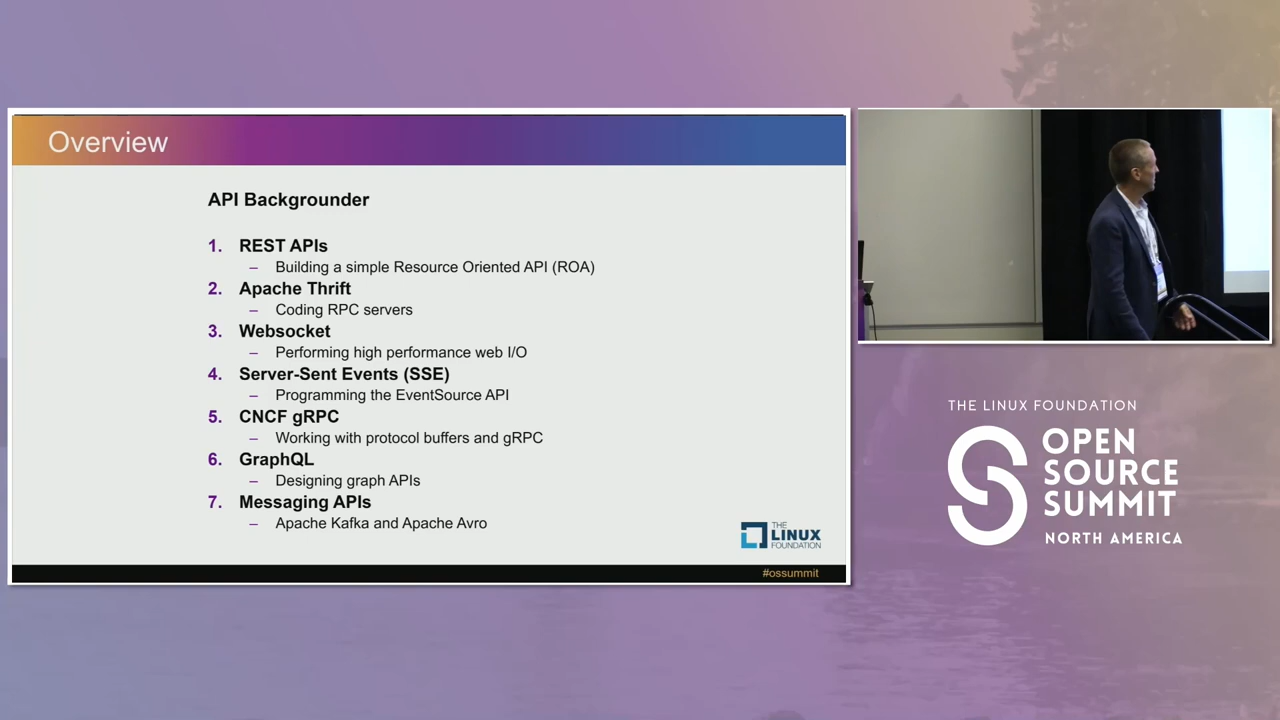 Overview
API Backgrounder
1. REST APIs
– Building a simple Resource Oriented API (ROA)
2. Apache Thrift
– Coding RPC servers
3. Websocket
– Performing high performance web I/O
4. Server-Sent Events (SSE)
– Programming the EventSource API
5. CNCF gRPC
– Working with protocol buffers and gRPC
6. GraphQL
– Designing graph APIs
7. Messaging APIs
– Apache Kafka and Apache Avro
THE
LINUX
FOUNDATION
#ossummit
THE LINUX FOUNDATION
OPEN
SOURCE
SUMMIT
NORTH AMERICA